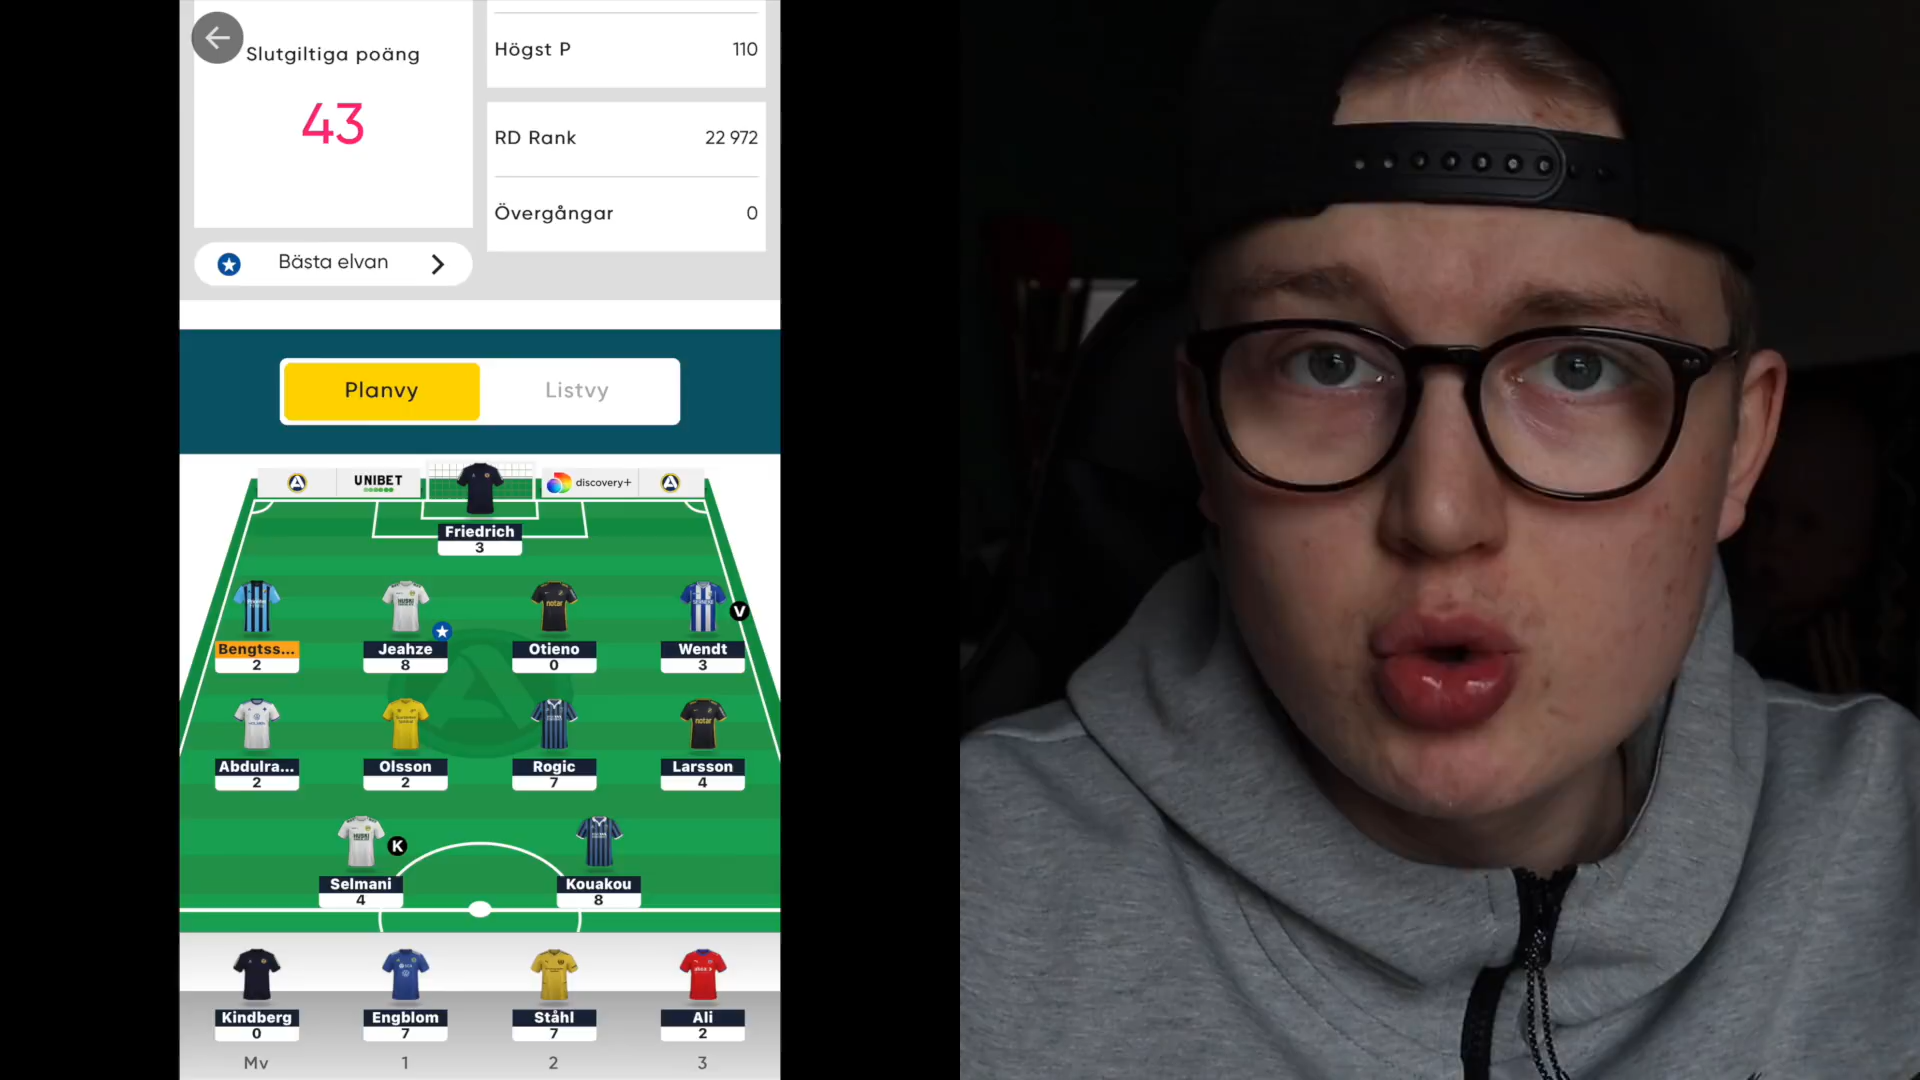 Slutgiltiga poäng
43
Högst P 110
RD Rank 22 972
Övergångar 0
Bästa elvan
Planvy Listvy
UNIBET discovery+
Friedrich
3
notar
V
Bengtss... Jeahze Otieno Wendt
2 8 0 3
notar
Abdulra... Olsson Rogic Larsson
2 2 7 4
K
Selmani Kouakou
4 8
Kindberg Engblom Ståhl Ali
0 7 7 2
Mv 1 2 3